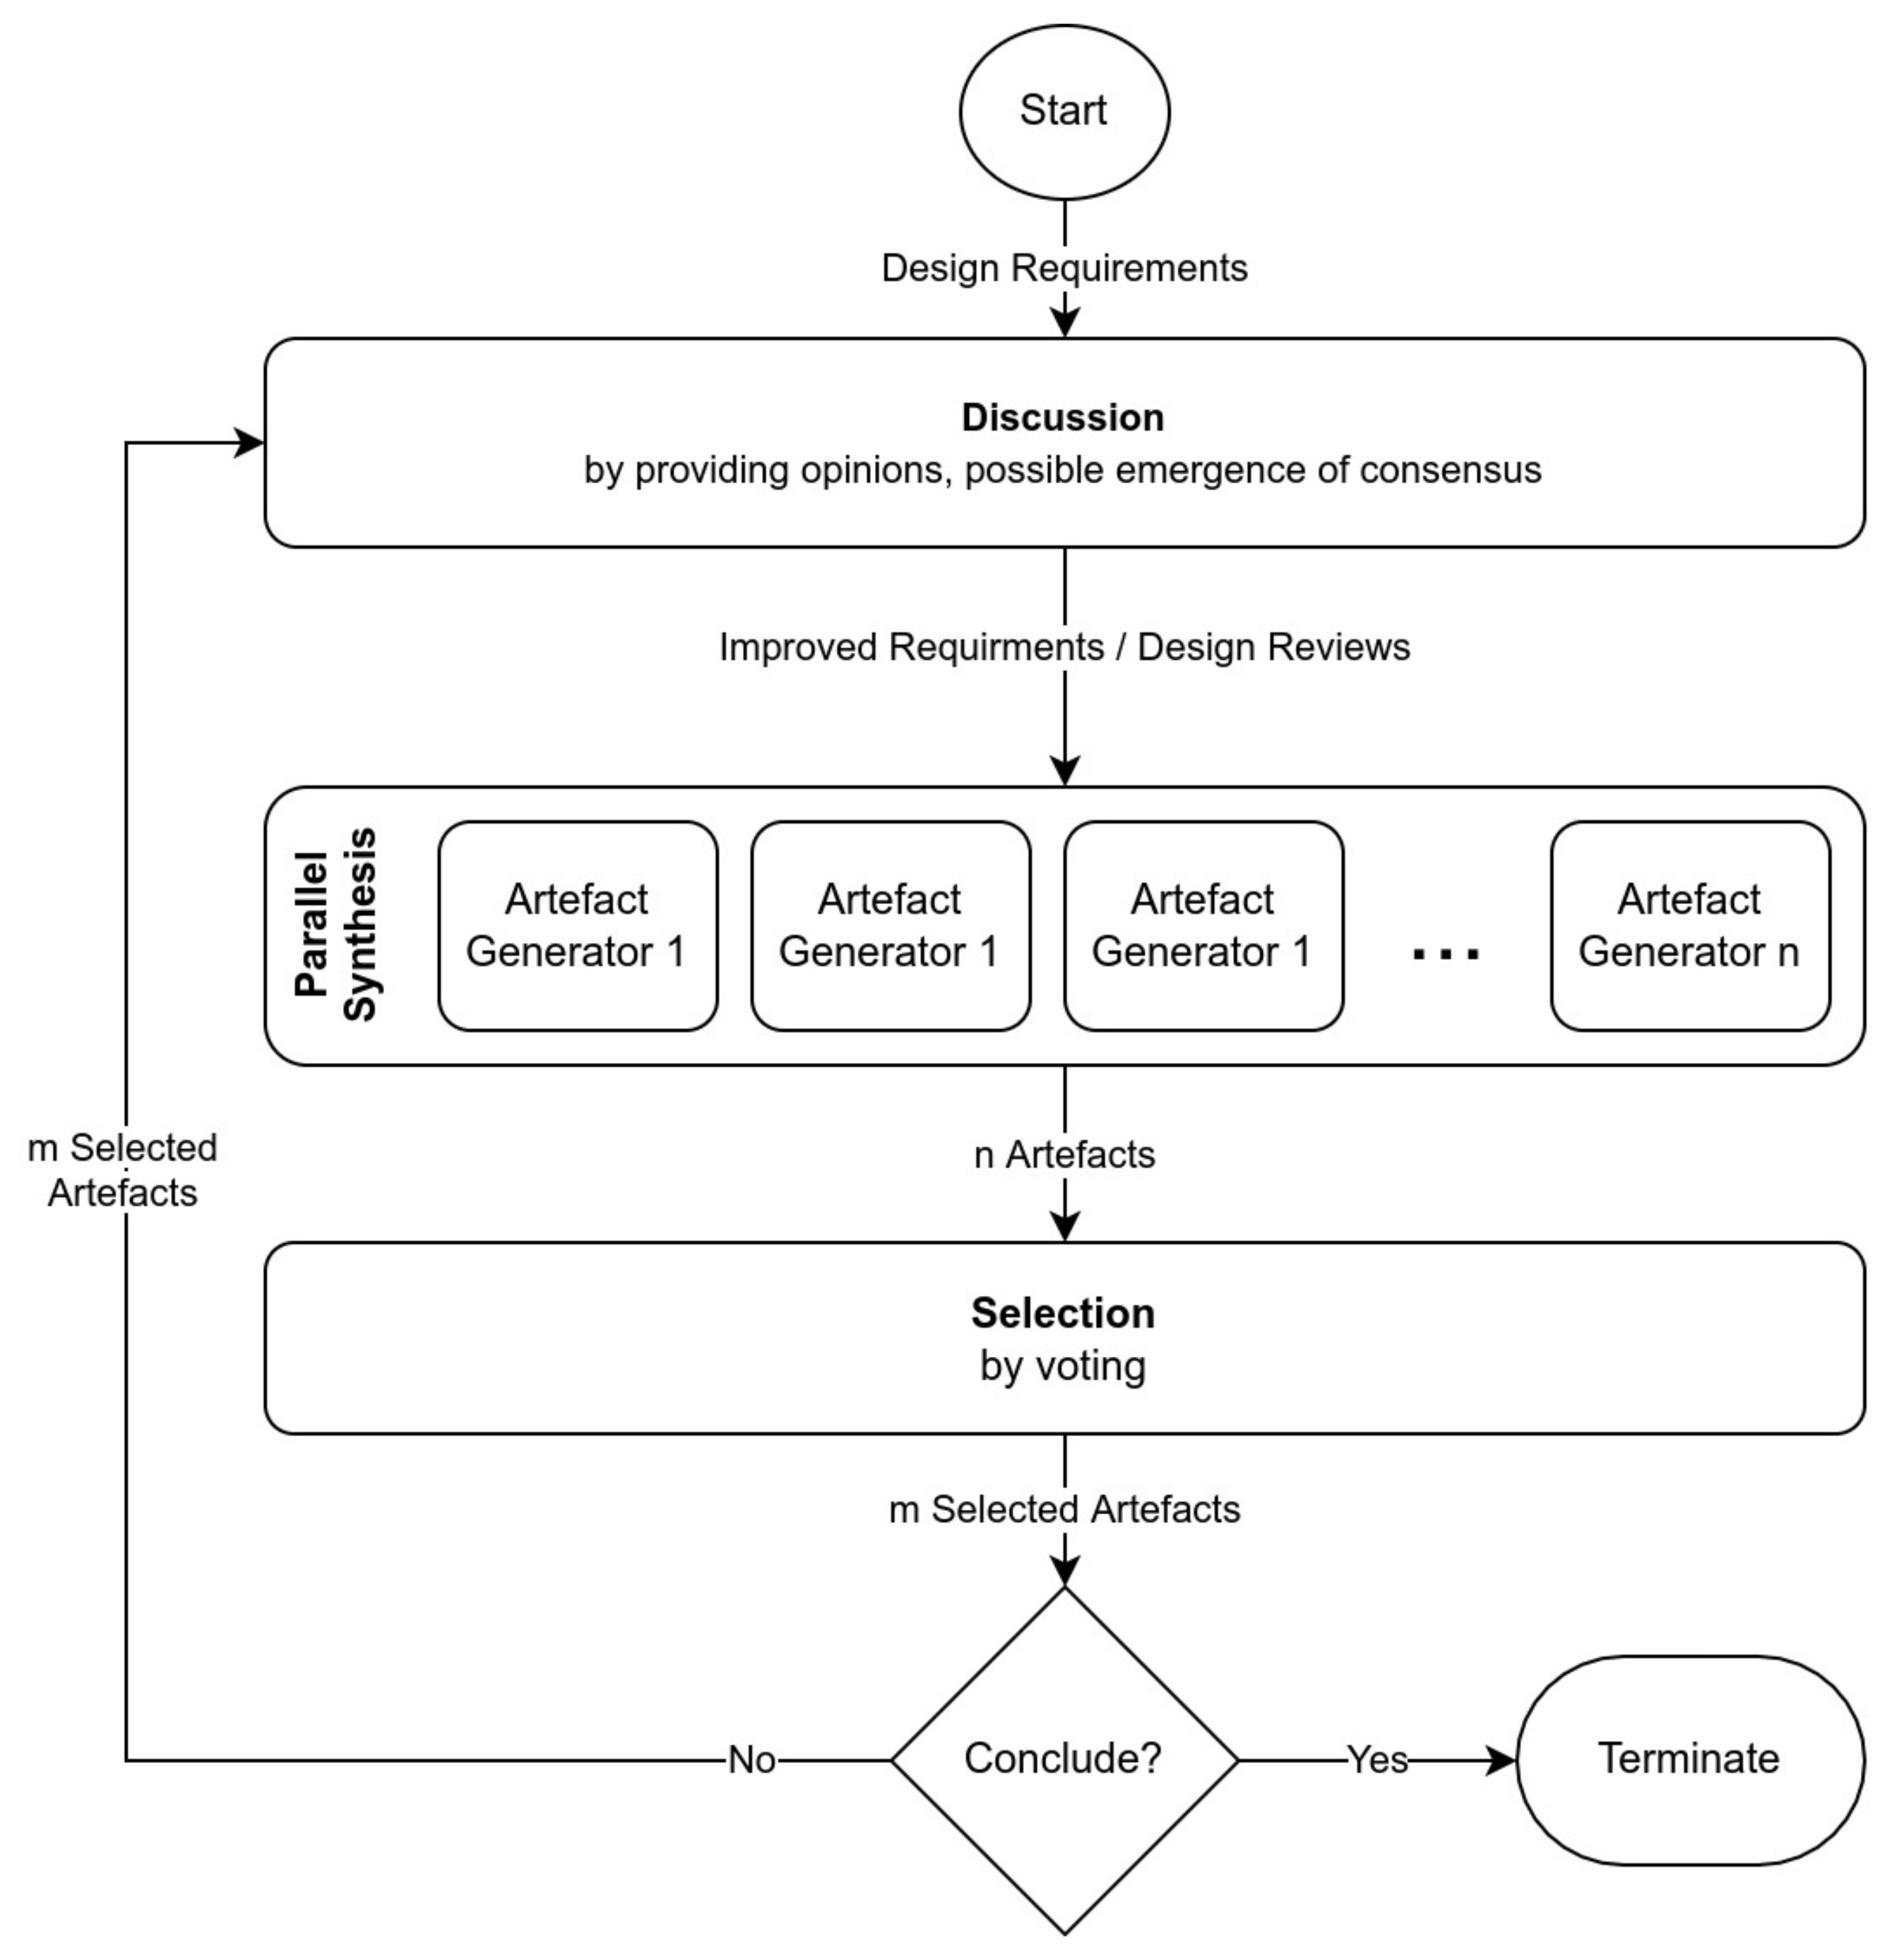 Start
Design Requirements
Discussion
by providing opinions, possible emergence of consensus
Improved Requirments / Design Reviews
Parallel
Synthesis
Artefact
Generator 1
Artefact
Generator 1
Artefact
Generator 1
...
Artefact
Generator n
n Artefacts
m Selected
Artefacts
Selection
by voting
m Selected Artefacts
Conclude?
No
Yes
Terminate